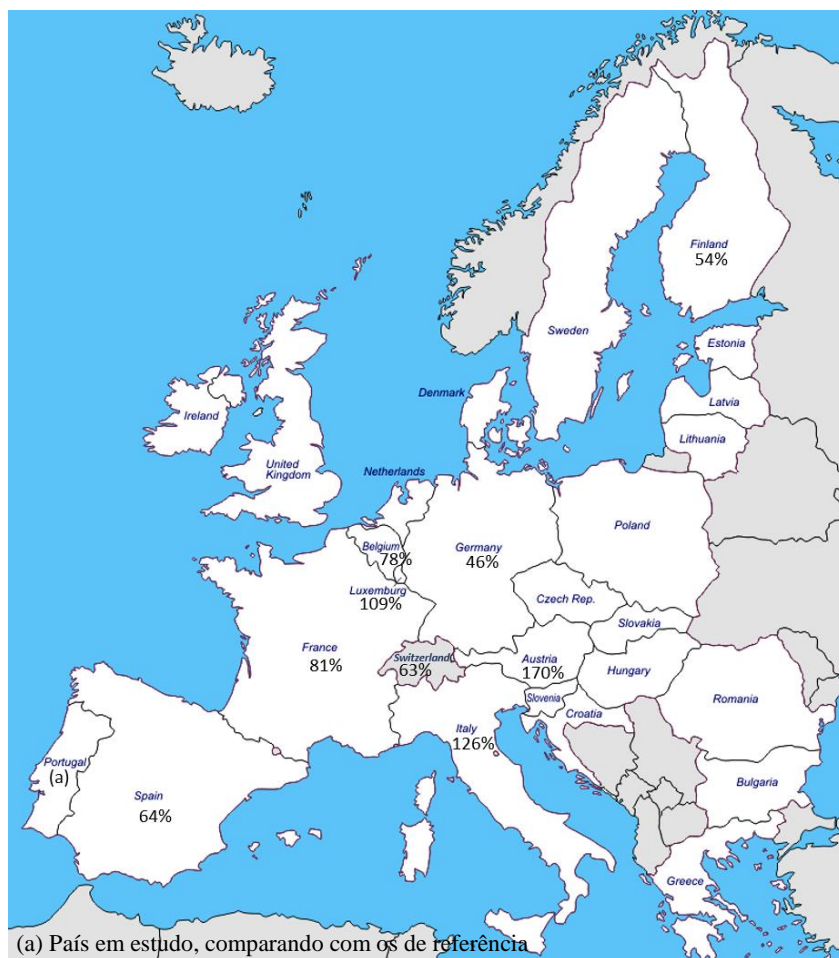 Finland
54%
Sweden
Estonia
Denmark
Latvia
Ireland
Lithuania
United
Kingdom
Netherlands
Poland
Belgium
78%
Germany
46%
Luxemburg
109%
Czech Rep.
Slovakia
France
81%
Switzerland
63%
Austria
170%
Hungary
Slovenia
Romania
Croatia
Italy
126%
Portugal
(a)
Bulgaria
Spain
64%
Greece
(a) País em estudo, comparando com os de referência